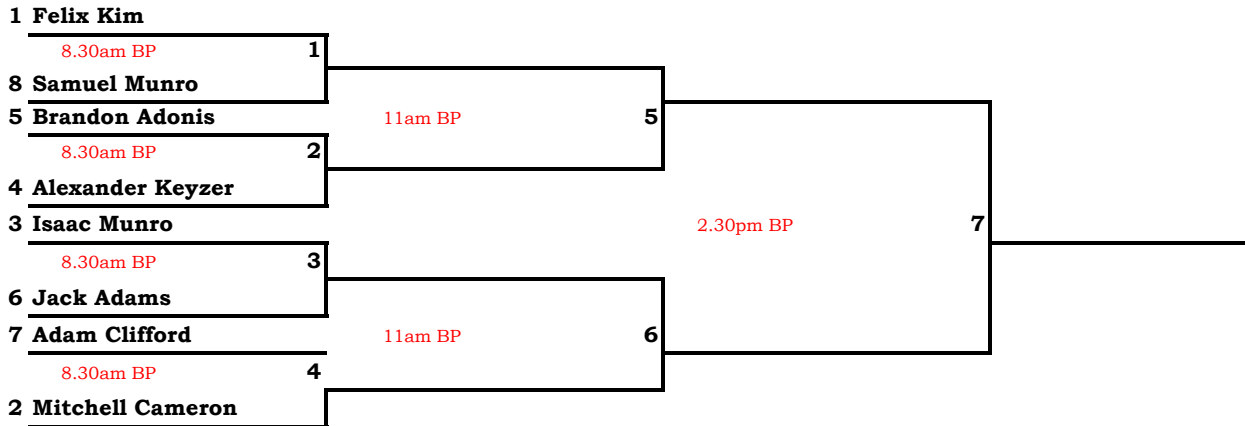 1 Felix Kim
8.30am BP 1
8 Samuel Munro
5 Brandon Adonis 11am BP 5
8.30am BP 2
4 Alexander Keyzer
3 Isaac Munro 2.30pm BP 7
8.30am BP 3
6 Jack Adams
7 Adam Clifford 11am BP 6
8.30am BP 4
2 Mitchell Cameron